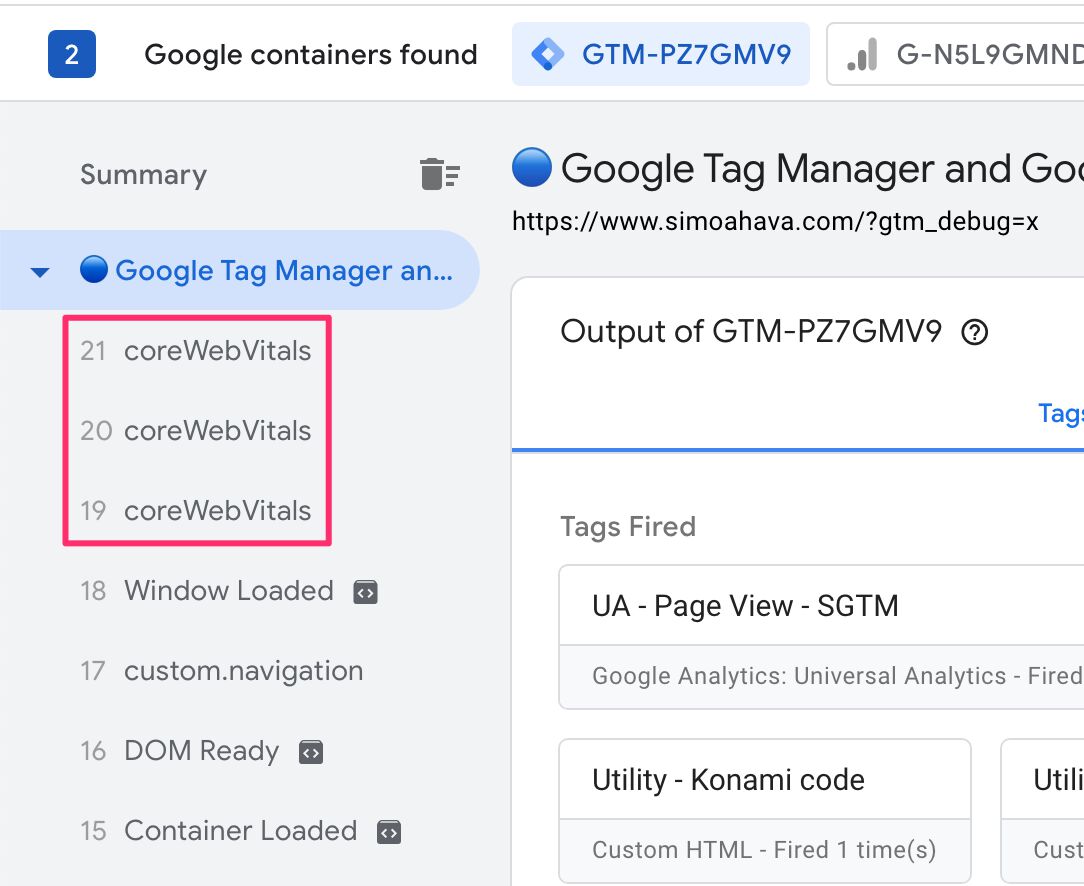 2 Google containers found GTM-PZ7GMV9 G-N5L9GMND
Summary
Google Tag Manager an...
21 coreWebVitals
20 coreWebVitals
19 coreWebVitals
18 Window Loaded
17 custom.navigation
16 DOM Ready
15 Container Loaded
Google Tag Manager and Goo
https://www.simoahava.com/?gtm_debug=x
Output of GTM-PZ7GMV9
Tags
Tags Fired
UA - Page View - SGTM
Google Analytics: Universal Analytics - Fired
Utility - Konami code
Custom HTML - Fired 1 time(s)
Utili
Cust